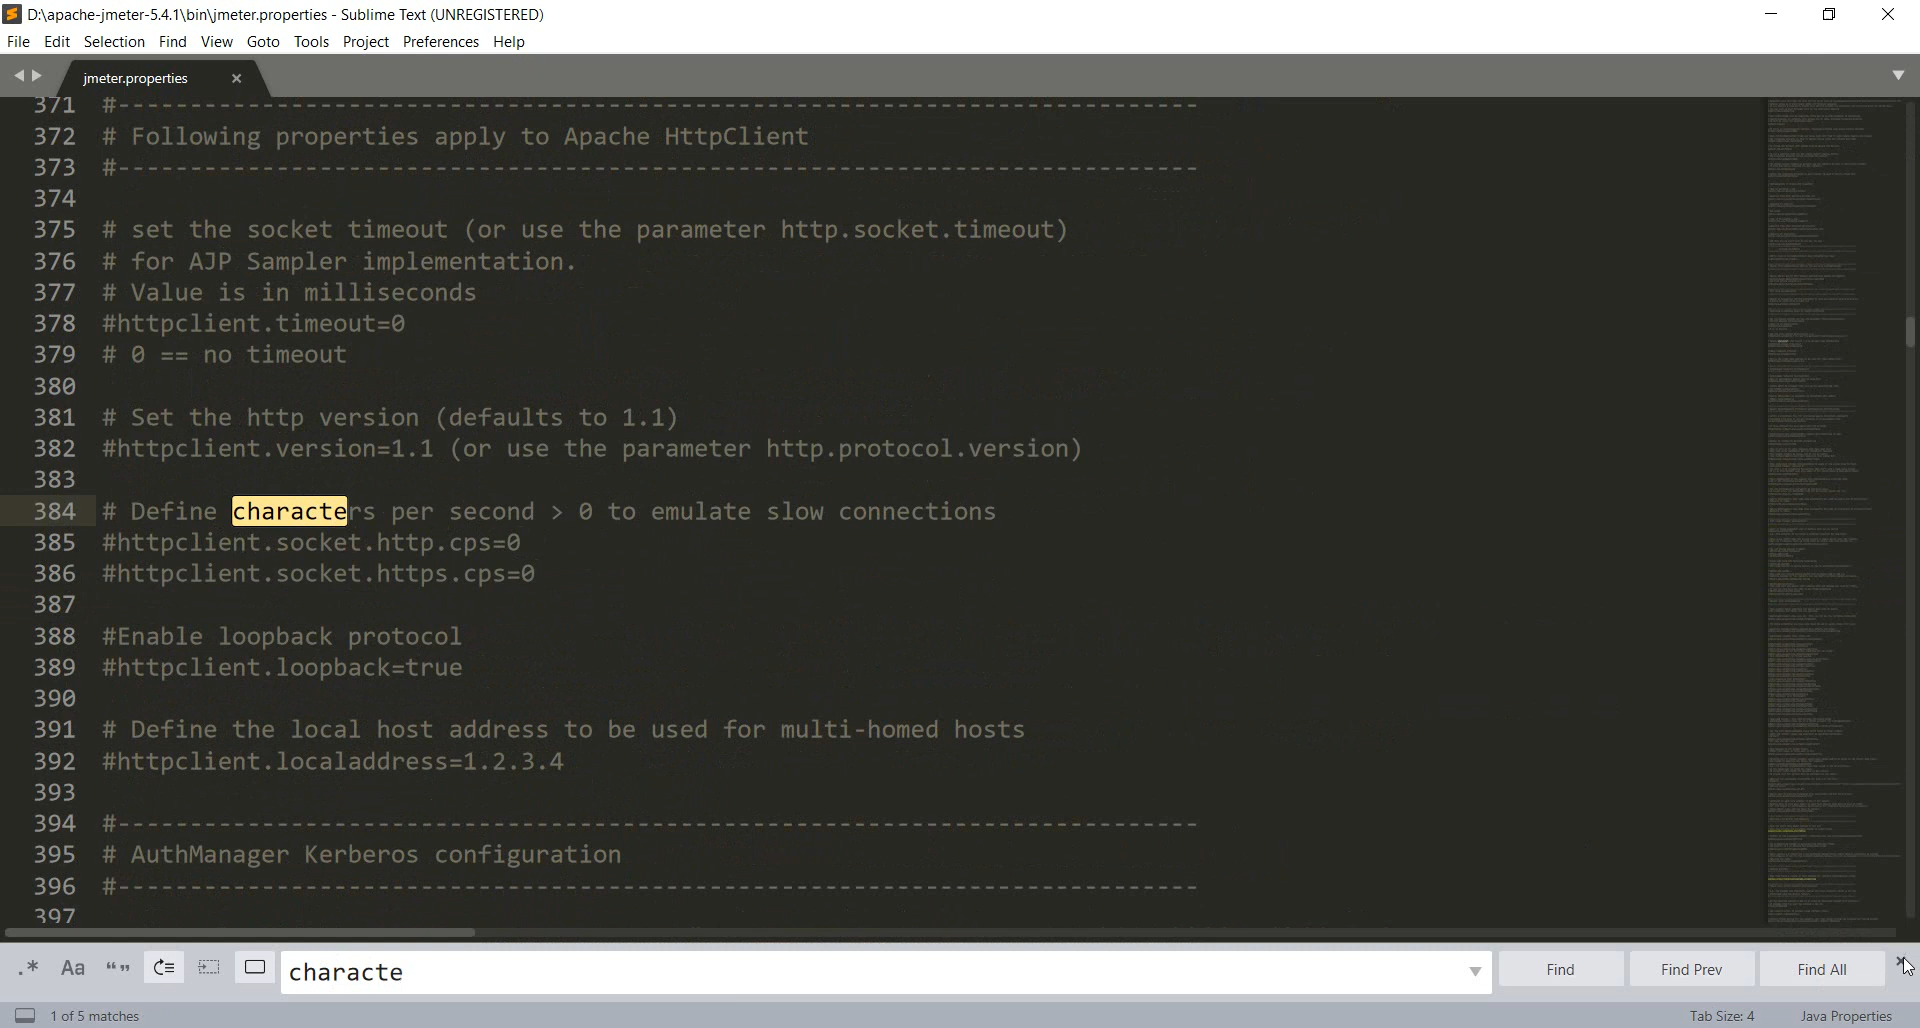 D:\apache-jmeter-5.4.1\bin\jmeter.properties - Sublime Text (UNREGISTERED)
File Edit Selection Find View Goto Tools Project Preferences Help
jmeter.properties
371 #---------------------------------------------------------------------------
372 # Following properties apply to Apache HttpClient
373 #---------------------------------------------------------------------------
374
375 # set the socket timeout (or use the parameter http.socket.timeout)
376 # for AJP Sampler implementation.
377 # Value is in milliseconds
378 #httpclient.timeout=0
379 # 0 == no timeout
380
381 # Set the http version (defaults to 1.1)
382 #httpclient.version=1.1 (or use the parameter http.protocol.version)
383
384 # Define characters per second > 0 to emulate slow connections
385 #httpclient.socket.http.cps=0
386 #httpclient.socket.https.cps=0
387
388 #Enable loopback protocol
389 #httpclient.loopback=true
390
391 # Define the local host address to be used for multi-homed hosts
392 #httpclient.localaddress=1.2.3.4
393
394 #---------------------------------------------------------------------------
395 # AuthManager Kerberos configuration
396 #---------------------------------------------------------------------------
397
.* Aa “ ” characte Find Find Prev Find All
1 of 5 matches Tab Size: 4 Java Properties